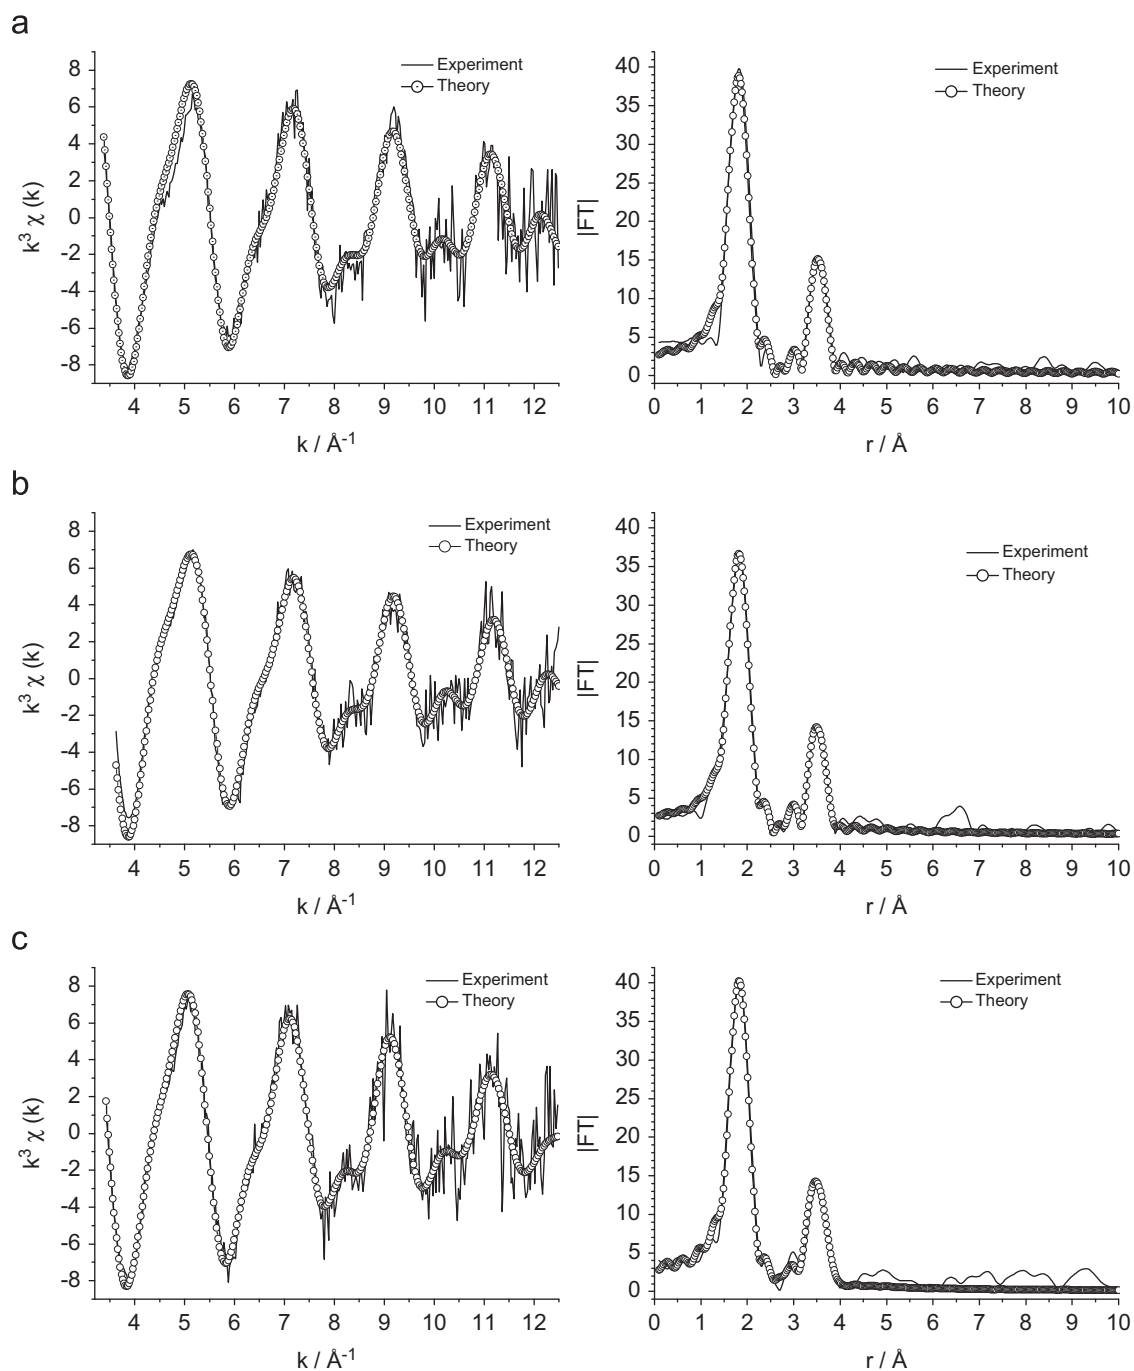 a
Experiment
Theory
8
6
4
2
0
-2
-4
-6
-8
k³ χ (k)
4 5 6 7 8 9 10 11 12
k / Å⁻¹
Experiment
Theory
40
35
30
25
20
15
10
5
0
|FT|
0 1 2 3 4 5 6 7 8 9 10
r / Å
b
Experiment
Theory
8
6
4
2
0
-2
-4
-6
-8
k³ χ (k)
4 5 6 7 8 9 10 11 12
k / Å⁻¹
Experiment
Theory
40
35
30
25
20
15
10
5
0
|FT|
0 1 2 3 4 5 6 7 8 9 10
r / Å
c
Experiment
Theory
8
6
4
2
0
-2
-4
-6
-8
k³ χ (k)
4 5 6 7 8 9 10 11 12
k / Å⁻¹
Experiment
Theory
40
35
30
25
20
15
10
5
0
|FT|
0 1 2 3 4 5 6 7 8 9 10
r / Å